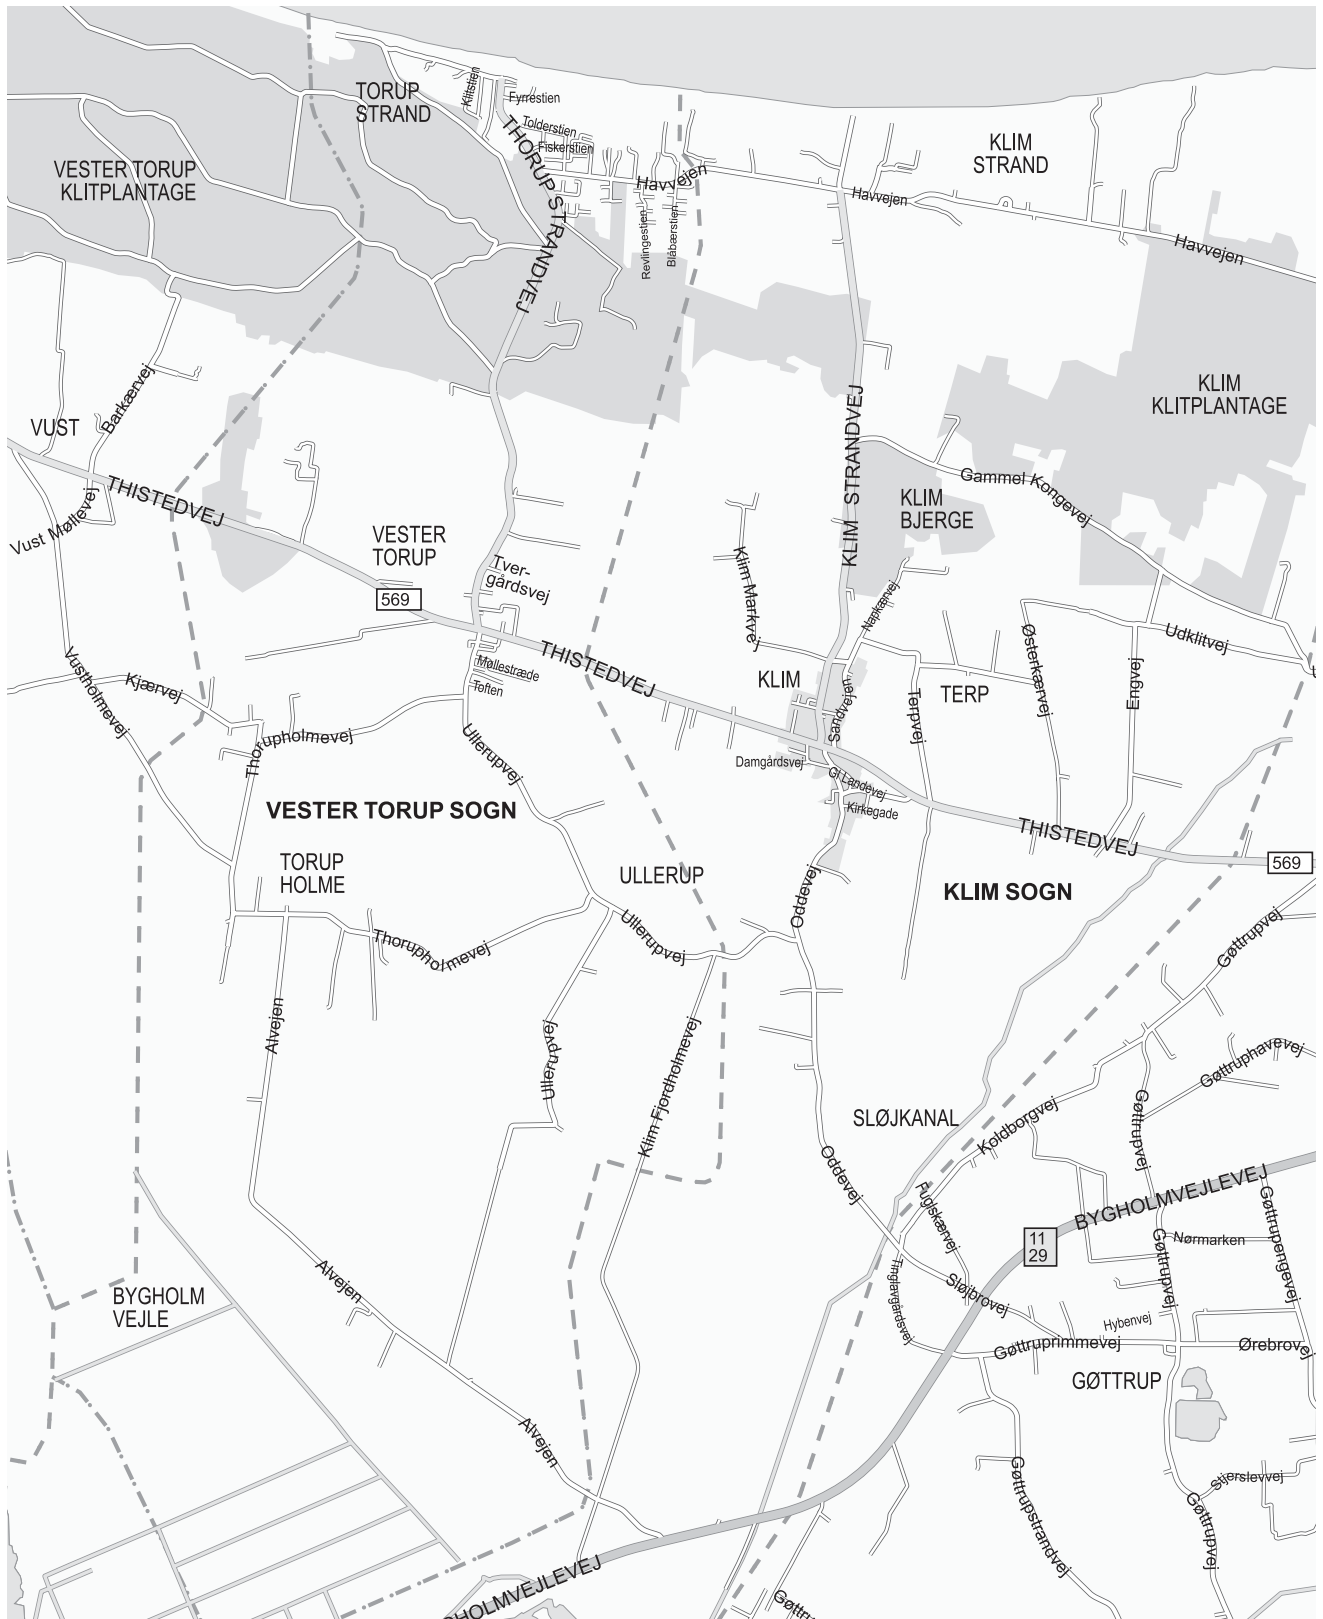 TORUP
STRAND
Klitstien
Fyrrestien
Tolderstien
Fiskerstien
THORUP STRANDVEJ
Havvejen
KLIM
STRAND
VESTER TORUP
KLITPLANTAGE
Havvejen
Revlingestien
Blåbærstien
Havvejen
Barkærvej
VUST
KLIM
KLITPLANTAGE
KLIM STRANDVEJ
THISTEDVEJ
Vust Møllevej
Gammel Kongevej
KLIM
BJERGE
VESTER
TORUP
569
Tver-
gårdsvej
Klim Markvej
Napkærvej
Østerkærvej
Udklitvej
THISTEDVEJ
Møllestræde
Toften
Vustholmevej
Kjærvej
KLIM
Sandvejen
Terpvej
TERP
Engvej
Thorupholmevej
Ullerupvej
Damgårdsvej
Gl Landevej
Kirkegade
VESTER TORUP SOGN
THISTEDVEJ
569
TORUP
HOLME
ULLERUP
Oddevej
KLIM SOGN
Thorupholmevej
Ullerupvej
Gøttrupvej
Alvejen
Ullerupvej
Klim Fjordholmevej
Gøttruphavevej
SLØJKANAL
Koldborgvej
Gøttrupvej
Oddevej
Fuglskærvej
BYGHOLMVEJLEVEJ
Gøttrupengevej
11
29
Gøttrupvej
Nørmarken
Alvejen
BYGHOLM
VEJLE
Tinglavgårdsvej
Sløjbrovej
Hybenvej
Gøttruprimmevej
Ørebrovej
GØTTRUP
Alvejen
Gøttrupstrandvej
Stjerslevvej
Gøttrupvej
GHOLMVEJLEVEJ
Gøttru